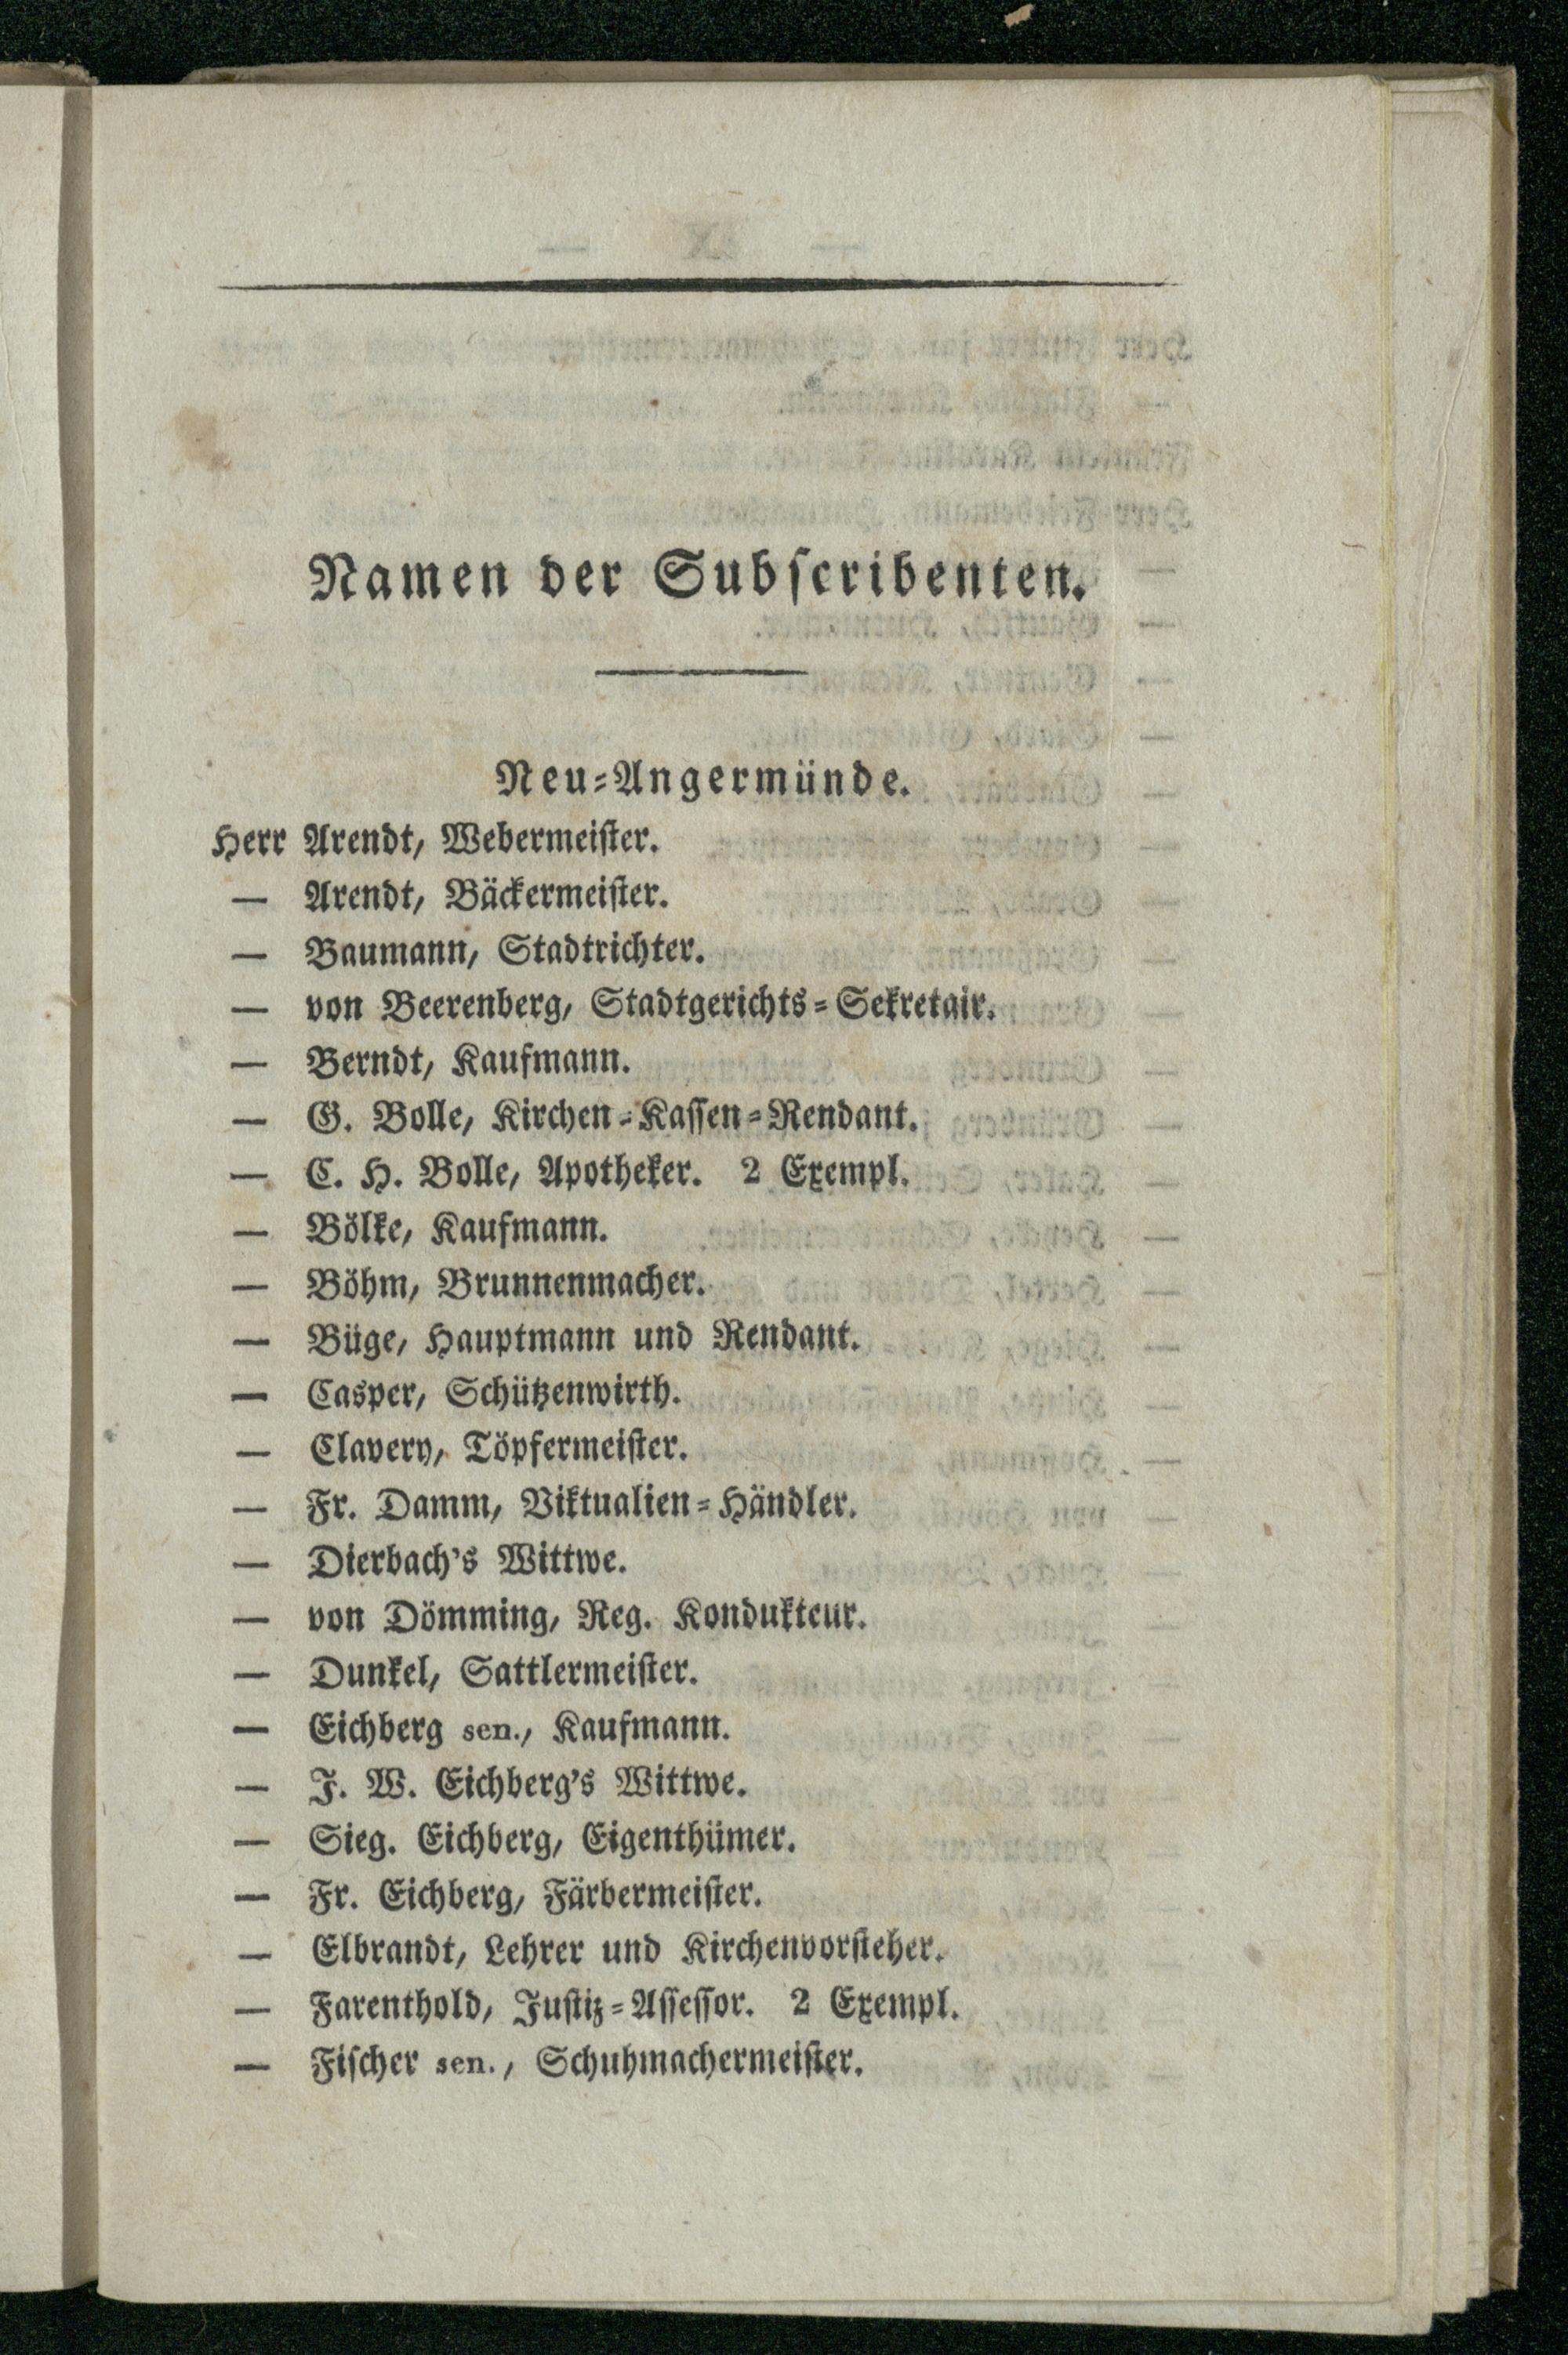 Namen der Subscribenten.
Neu-Angermünde.
Herr Arendt, Webermeister.
— Arendt, Bäckermeister.
— Baumann, Stadtrichter.
— von Beerenberg, Stadtgerichts-Sekretair.
— Berndt, Kaufmann.
— G. Bolle, Kirchen-Kassen-Rendant.
— C. H. Bolle, Apotheker. 2 Exempl.
— Bölke, Kaufmann.
— Böhm, Brunnenmacher.
— Büge, Hauptmann und Rendant.
— Casper, Schützenwirth.
— Clavery, Töpfermeister.
— Fr. Damm, Viktualien-Händler.
— Dierbach's Wittwe.
— von Dömming, Reg. Kondukteur.
— Dunkel, Sattlermeister.
— Eichberg sen., Kaufmann.
— J. W. Eichberg's Wittwe.
— Sieg. Eichberg, Eigenthümer.
— Fr. Eichberg, Färbermeister.
— Elbrandt, Lehrer und Kirchenvorsteher.
— Farenthold, Justiz-Assessor. 2 Exempl.
— Fischer sen., Schuhmachermeister.